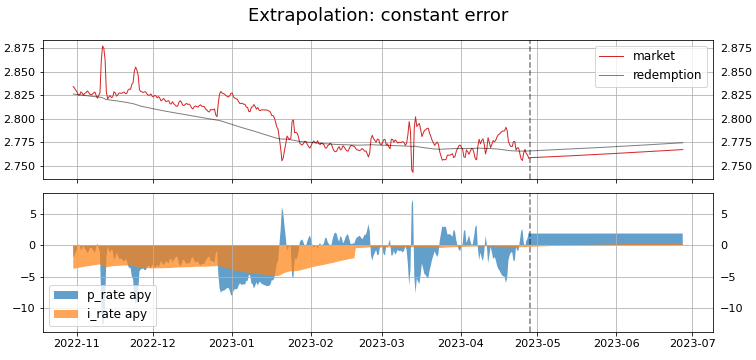 Extrapolation: constant error
2.875 2.875
2.850 2.850
2.825 2.825
2.800 2.800
2.775 2.775
2.750 2.750
market
redemption
5 5
0 0
−5 −5
−10 −10
p_rate apy
i_rate apy
2022-11 2022-12 2023-01 2023-02 2023-03 2023-04 2023-05 2023-06 2023-07